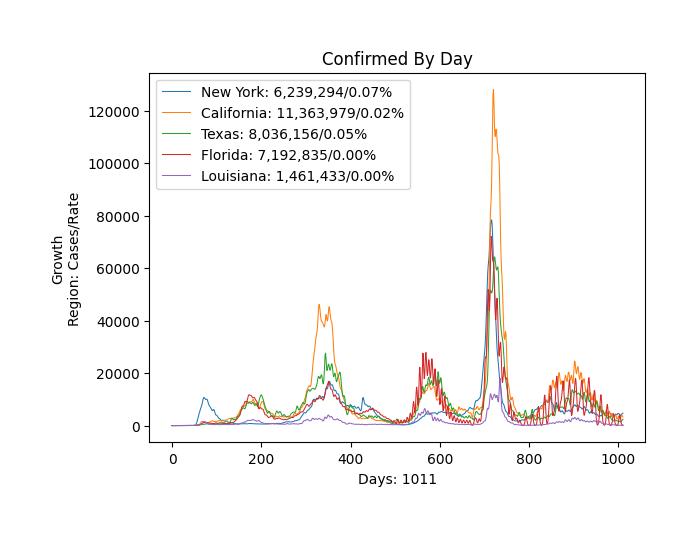 Confirmed By Day
New York: 6,239,294/0.07%
California: 11,363,979/0.02%
Texas: 8,036,156/0.05%
Florida: 7,192,835/0.00%
Louisiana: 1,461,433/0.00%
Growth
Region: Cases/Rate
120000
100000
80000
60000
40000
20000
0
0 200 400 600 800 1000
Days: 1011